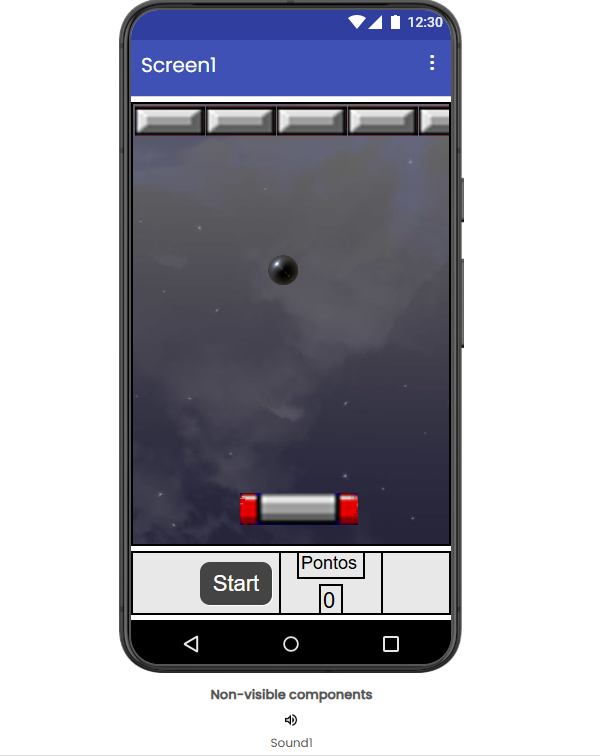 12:30
Screen1
Pontos
Start
0
Non-visible components
Sound1